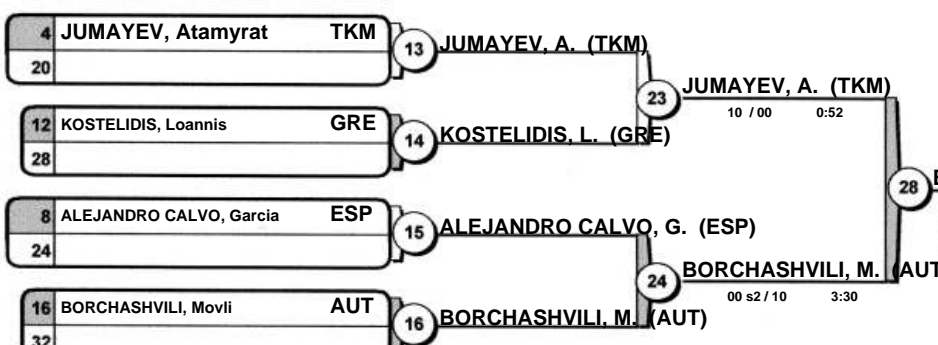 4 JUMAYEV, Atamyrat TKM
20
13 JUMAYEV, A. (TKM)
12 KOSTELIDIS, Loannis GRE
28
14 KOSTELIDIS, L. (GRE)
23 JUMAYEV, A. (TKM)
10 / 00 0:52
8 ALEJANDRO CALVO, Garcia ESP
24
15 ALEJANDRO CALVO, G. (ESP)
16 BORCHASHVILI, Movli AUT
32
16 BORCHASHVILI, M. (AUT)
24 BORCHASHVILI, M. (AUT
00 s2 / 10 3:30
28